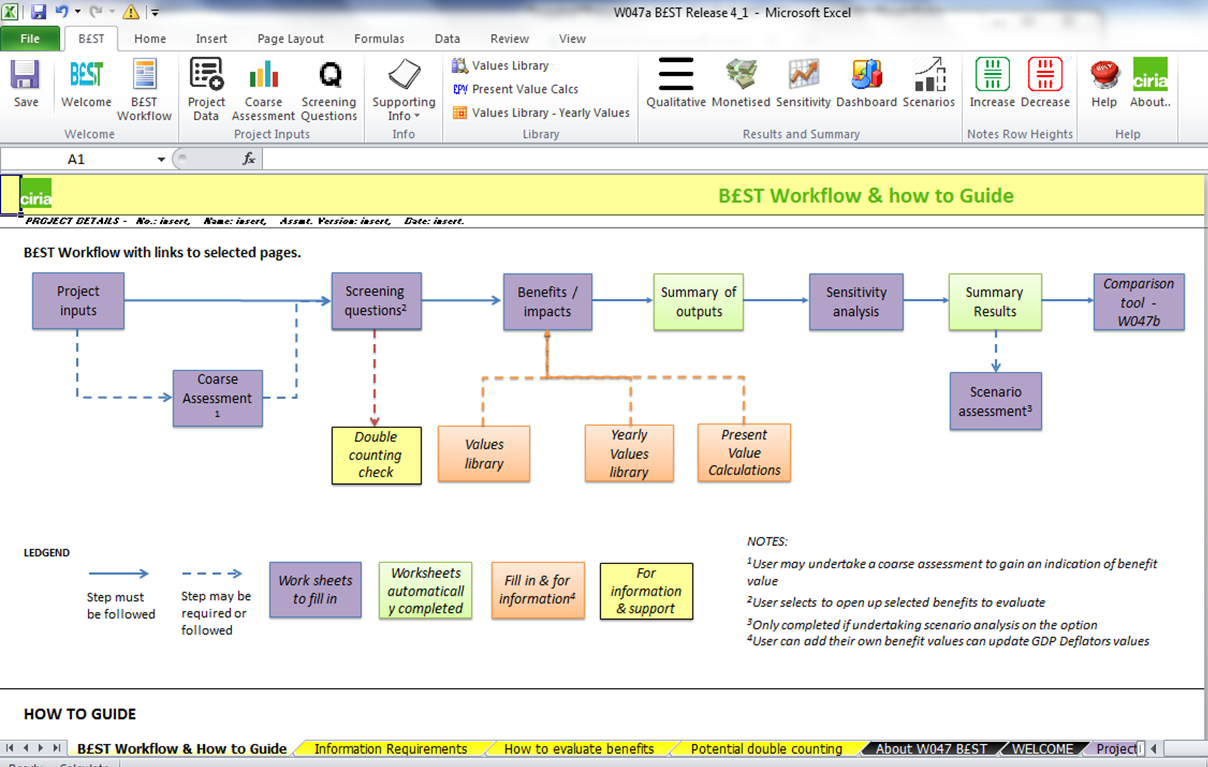 W047a B£ST Release 4_1 - Microsoft Excel
File B£ST Home Insert Page Layout Formulas Data Review View
B£ST
Q
Save Welcome B£ST Workflow
Welcome
Project Data Coarse Assessment Screening Questions
Project Inputs
Supporting Info
Info
Values Library
Present Value Calcs
Values Library - Yearly Values
Library
Qualitative Monetised Sensitivity Dashboard Scenarios
Results and Summary
Increase Decrease
Notes Row Heights
ciria
Help About..
Help
A1 fx
ciria
B£ST Workflow & how to Guide
PROJECT DETAILS - No.: insert, Name: insert, Assmt. Version: insert, Date: insert.
B£ST Workflow with links to selected pages.
Project
inputs
Screening
questions2
Benefits /
impacts
Summary of
outputs
Sensitivity
analysis
Summary
Results
Comparison
tool -
W047b
Coarse
Assessment
1
Scenario
assessment3
Double
counting
check
Values
library
Yearly
Values
library
Present
Value
Calculations
LEDGEND
Step must
be followed
Step may be
required or
followed
Work sheets
to fill in
Worksheets
automaticall
y completed
Fill in & for
information4
For
information
& support
NOTES:
1User may undertake a coarse assessment to gain an indication of benefit
value
2User selects to open up selected benefits to evaluate
3Only completed if undertaking scenario analysis on the option
4User can add their own benefit values can update GDP Deflators values
HOW TO GUIDE
B£ST Workflow & How to Guide Information Requirements How to evaluate benefits Potential double counting About W047 B£ST WELCOME Project